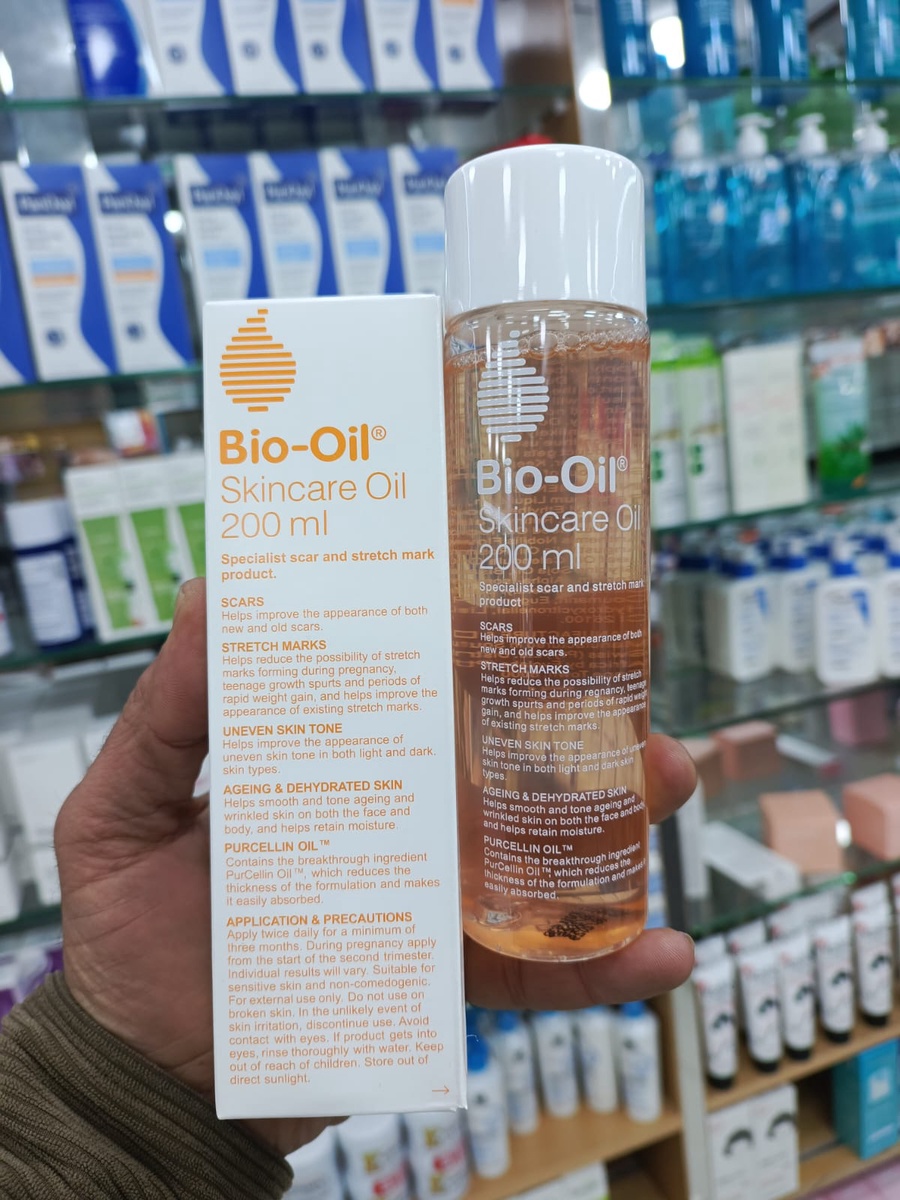 Bio-Oil®
Skincare Oil
200 ml
Specialist scar and stretch mark
product.
SCARS
Helps improve the appearance of both
new and old scars.
STRETCH MARKS
Helps reduce the possibility of stretch
marks forming during pregnancy,
teenage growth spurts and periods of
rapid weight gain, and helps improve the
appearance of existing stretch marks.
UNEVEN SKIN TONE
Helps improve the appearance of
uneven skin tone in both light and dark.
skin types.
AGEING & DEHYDRATED SKIN
Helps smooth and tone ageing and
wrinkled skin on both the face and
body, and helps retain moisture.
PURCELLIN OIL™
Contains the breakthrough ingredient
PurCellin Oil™, which reduces the
thickness of the formulation and makes
it easily absorbed.
APPLICATION & PRECAUTIONS
Apply twice daily for a minimum of
three months. During pregnancy apply
from the start of the second trimester.
Individual results will vary. Suitable for
sensitive skin and non-comedogenic.
For external use only. Do not use on
broken skin. In the unlikely event of
skin irritation, discontinue use. Avoid
contact with eyes. If product gets into
eyes, rinse thoroughly with water. Keep
out of reach of children. Store out of
direct sunlight.
Bio-Oil®
Skincare Oil
200 ml
Specialist scar and stretch mark
product
SCARS
Helps improve the appearance of both
new and old scars.
STRETCH MARKS
Helps reduce the possibility of stretch
marks forming during regnancy, teenage
growth spurts and periods of rapid weight
gain, and helps improve the appearance
of existing stretch marks.
UNEVEN SKIN TONE
Helps improve the appearance of uneven
skin tone in both light and dark skin
types.
AGEING & DEHYDRATED SKIN
Helps smooth and tone ageing and
wrinkled skin on both the face and body,
and helps retain moisture.
PURCELLIN OIL™
Contains the breakthrough ingredient
PurCellin Oil™ which reduces the
thickness of the formulation and makes it
easily absorbed.